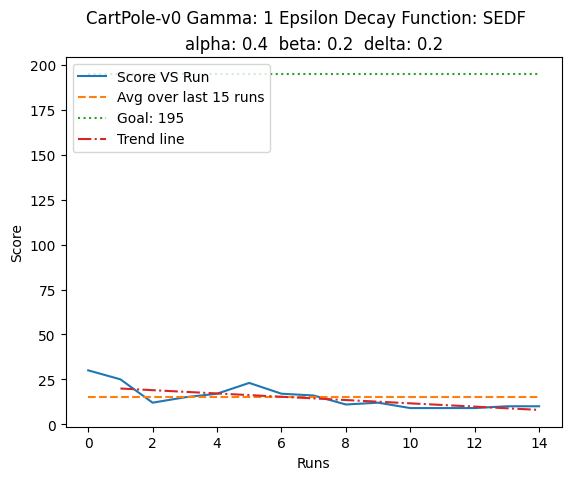 CartPole-v0 Gamma: 1 Epsilon Decay Function: SEDF
alpha: 0.4  beta: 0.2  delta: 0.2
Score VS Run
Avg over last 15 runs
Goal: 195
Trend line
200
175
150
125
100
75
50
25
0
Score
0 2 4 6 8 10 12 14
Runs